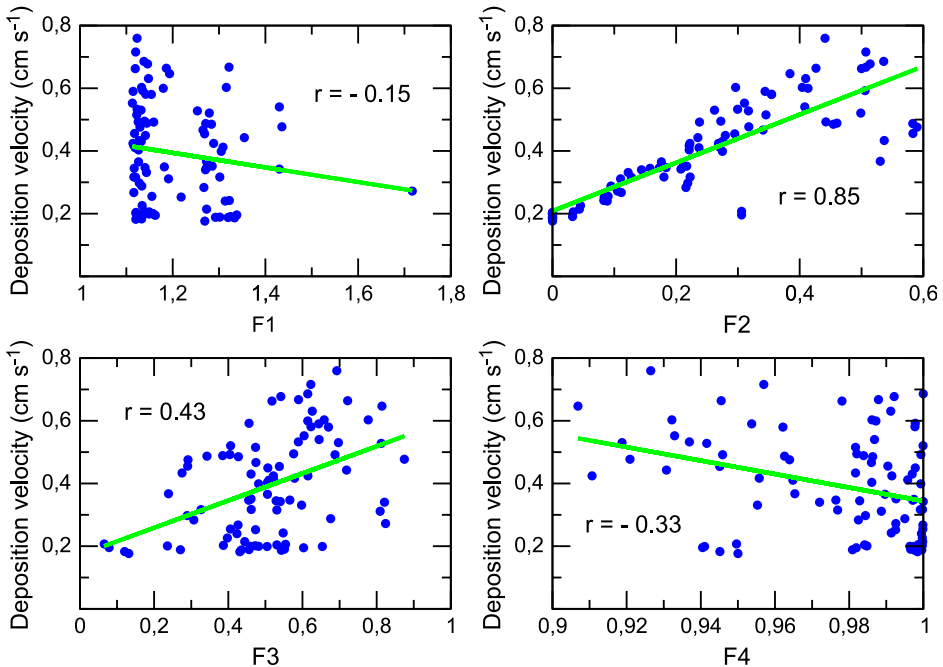 Deposition velocity (cm s⁻¹)
0,8
0,6
0,4
0,2
0
r = - 0.15
1 1,2 1,4 1,6 1,8
F1
Deposition velocity (cm s⁻¹)
0,8
0,6
0,4
0,2
0
r = 0.85
0 0,2 0,4 0,6
F2
Deposition velocity (cm s⁻¹)
0,8
0,6
0,4
0,2
0
r = 0.43
0 0,2 0,4 0,6 0,8 1
F3
Deposition velocity (cm s⁻¹)
0,8
0,6
0,4
0,2
0
r = - 0.33
0,9 0,92 0,94 0,96 0,98 1
F4